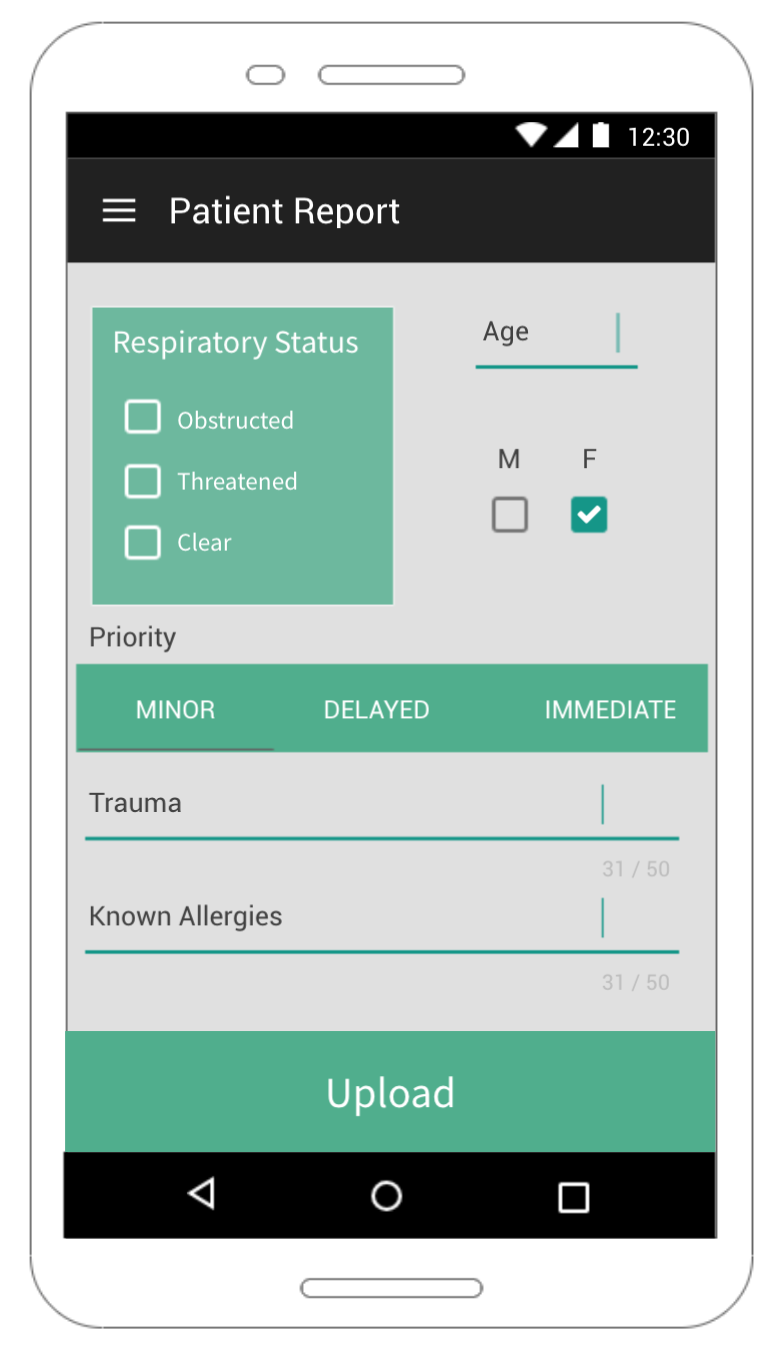 12:30
Patient Report
Respiratory Status
Obstructed
Threatened
Clear
Age
M F
Priority
MINOR DELAYED IMMEDIATE
Trauma
31 / 50
Known Allergies
31 / 50
Upload